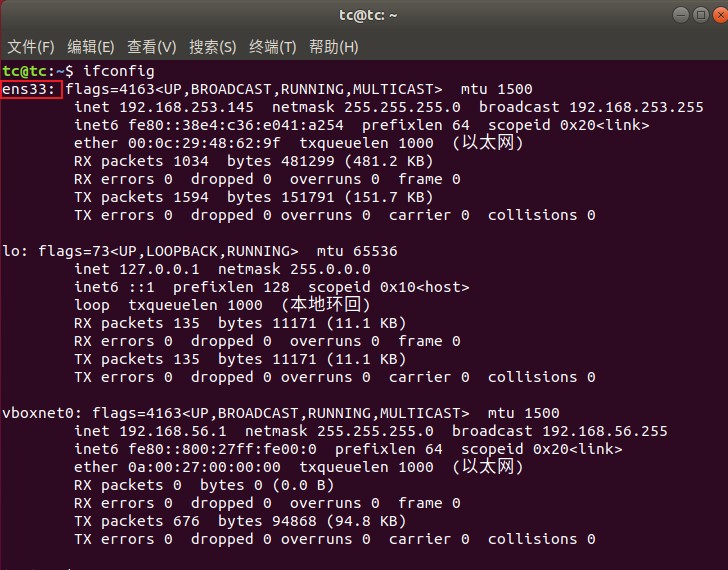 tc@tc: ~
文件(F) 编辑(E) 查看(V) 搜索(S) 终端(T) 帮助(H)
tc@tc:~$ ifconfig
ens33: flags=4163<UP,BROADCAST,RUNNING,MULTICAST>  mtu 1500
        inet 192.168.253.145  netmask 255.255.255.0  broadcast 192.168.253.255
        inet6 fe80::38e4:c36:e041:a254  prefixlen 64  scopeid 0x20<link>
        ether 00:0c:29:48:62:9f  txqueuelen 1000  (以太网)
        RX packets 1034  bytes 481299 (481.2 KB)
        RX errors 0  dropped 0  overruns 0  frame 0
        TX packets 1594  bytes 151791 (151.7 KB)
        TX errors 0  dropped 0 overruns 0  carrier 0  collisions 0
lo: flags=73<UP,LOOPBACK,RUNNING>  mtu 65536
        inet 127.0.0.1  netmask 255.0.0.0
        inet6 ::1  prefixlen 128  scopeid 0x10<host>
        loop  txqueuelen 1000  (本地环回)
        RX packets 135  bytes 11171 (11.1 KB)
        RX errors 0  dropped 0  overruns 0  frame 0
        TX packets 135  bytes 11171 (11.1 KB)
        TX errors 0  dropped 0 overruns 0  carrier 0  collisions 0
vboxnet0: flags=4163<UP,BROADCAST,RUNNING,MULTICAST>  mtu 1500
        inet 192.168.56.1  netmask 255.255.255.0  broadcast 192.168.56.255
        inet6 fe80::800:27ff:fe00:0  prefixlen 64  scopeid 0x20<link>
        ether 0a:00:27:00:00:00  txqueuelen 1000  (以太网)
        RX packets 0  bytes 0 (0.0 B)
        RX errors 0  dropped 0  overruns 0  frame 0
        TX packets 676  bytes 94868 (94.8 KB)
        TX errors 0  dropped 0 overruns 0  carrier 0  collisions 0